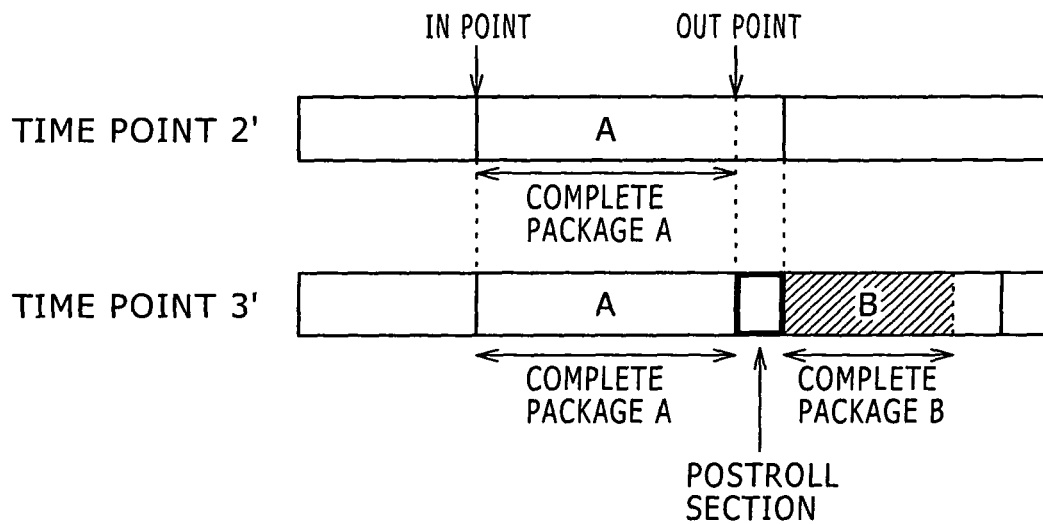 IN POINT
OUT POINT
TIME POINT 2'
A
COMPLETE
PACKAGE A
TIME POINT 3'
A
B
COMPLETE
PACKAGE A
COMPLETE
PACKAGE B
POSTROLL
SECTION